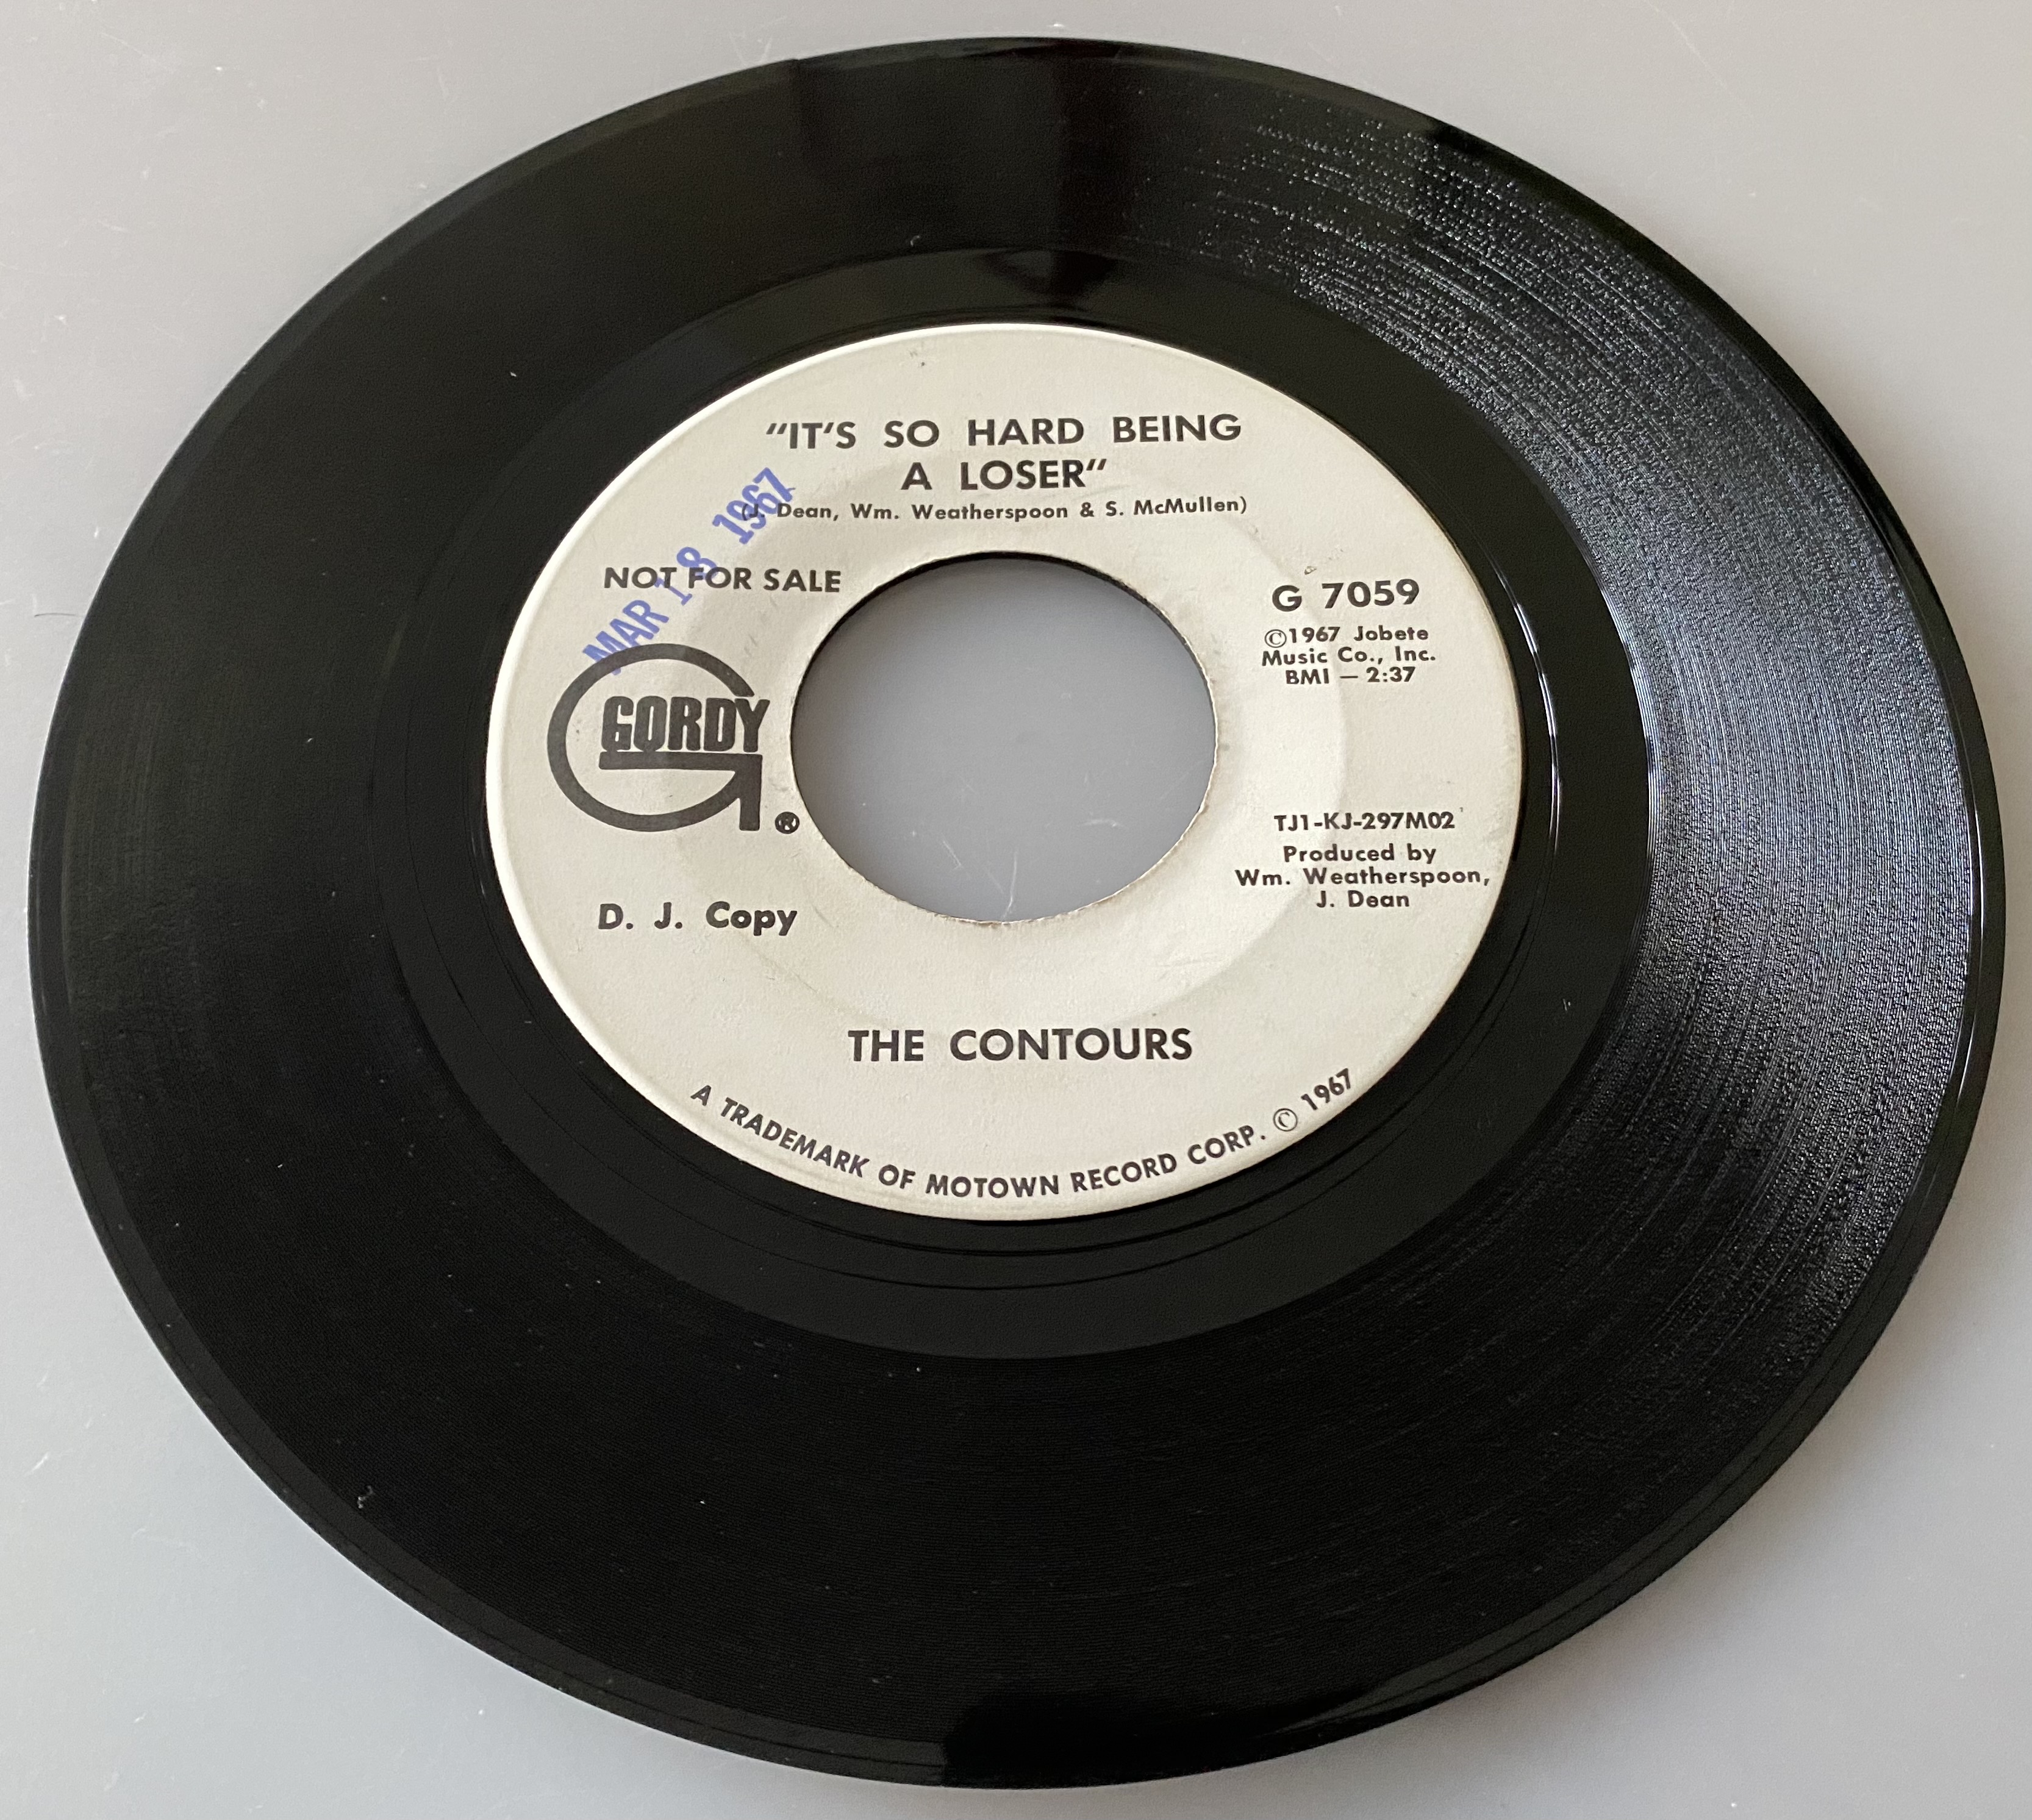 "IT'S SO HARD BEING
A LOSER"
(J. Dean, Wm. Weatherspoon & S. McMullen)
MAR 18 1967
NOT FOR SALE
G 7059
©1967 Jobete
Music Co., Inc.
BMI — 2:37
GORDY
®
TJ1-KJ-297M02
Produced by
Wm. Weatherspoon,
J. Dean
D. J. Copy
THE CONTOURS
A TRADEMARK OF MOTOWN RECORD CORP. © 1967